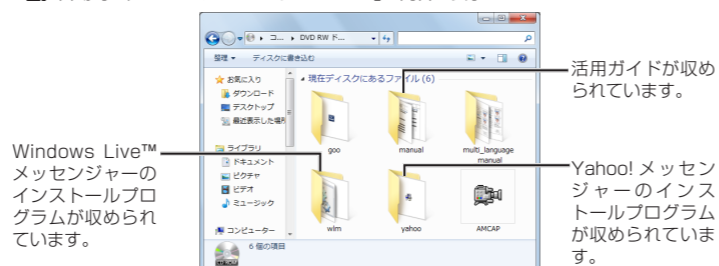 コ... ▸ DVD RW ド...
整理 ▾ ディスクに書き込む
お気に入り
ダウンロード
デスクトップ
最近表示した場所
ライブラリ
ドキュメント
ピクチャ
ビデオ
ミュージック
コンピューター
現在ディスクにあるファイル (6)
goo
manual
multi_language
manual
wlm
yahoo
AMCAP
6 個の項目
活用ガイドが収め
られています。
Windows Live™
メッセンジャーの
インストールプロ
グラムが収められ
ています。
Yahoo! メッセン
ジャーのインス
トールプログラム
が収められていま
す。